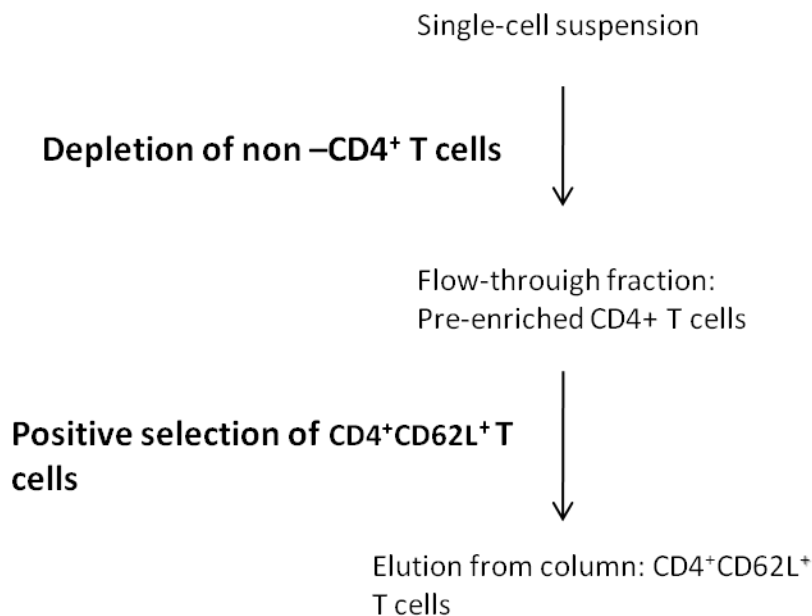 Single-cell suspension
Depletion of non –CD4⁺ T cells
Flow-throuigh fraction:
Pre-enriched CD4+ T cells
Positive selection of CD4⁺CD62L⁺ T
cells
Elution from column: CD4⁺CD62L⁺
T cells